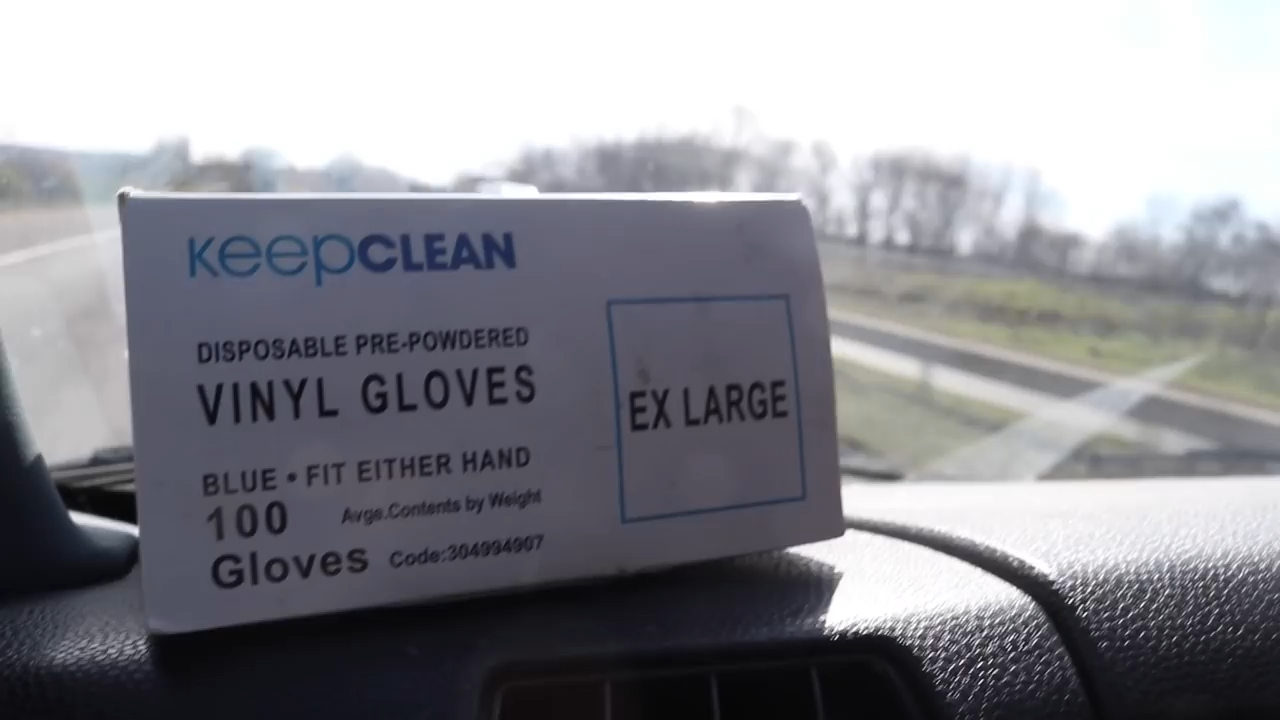 KeepCLEAN
DISPOSABLE PRE-POWDERED
VINYL GLOVES
BLUE • FIT EITHER HAND
100 Avge.Contents by Weight
Gloves Code:304994907
EX LARGE